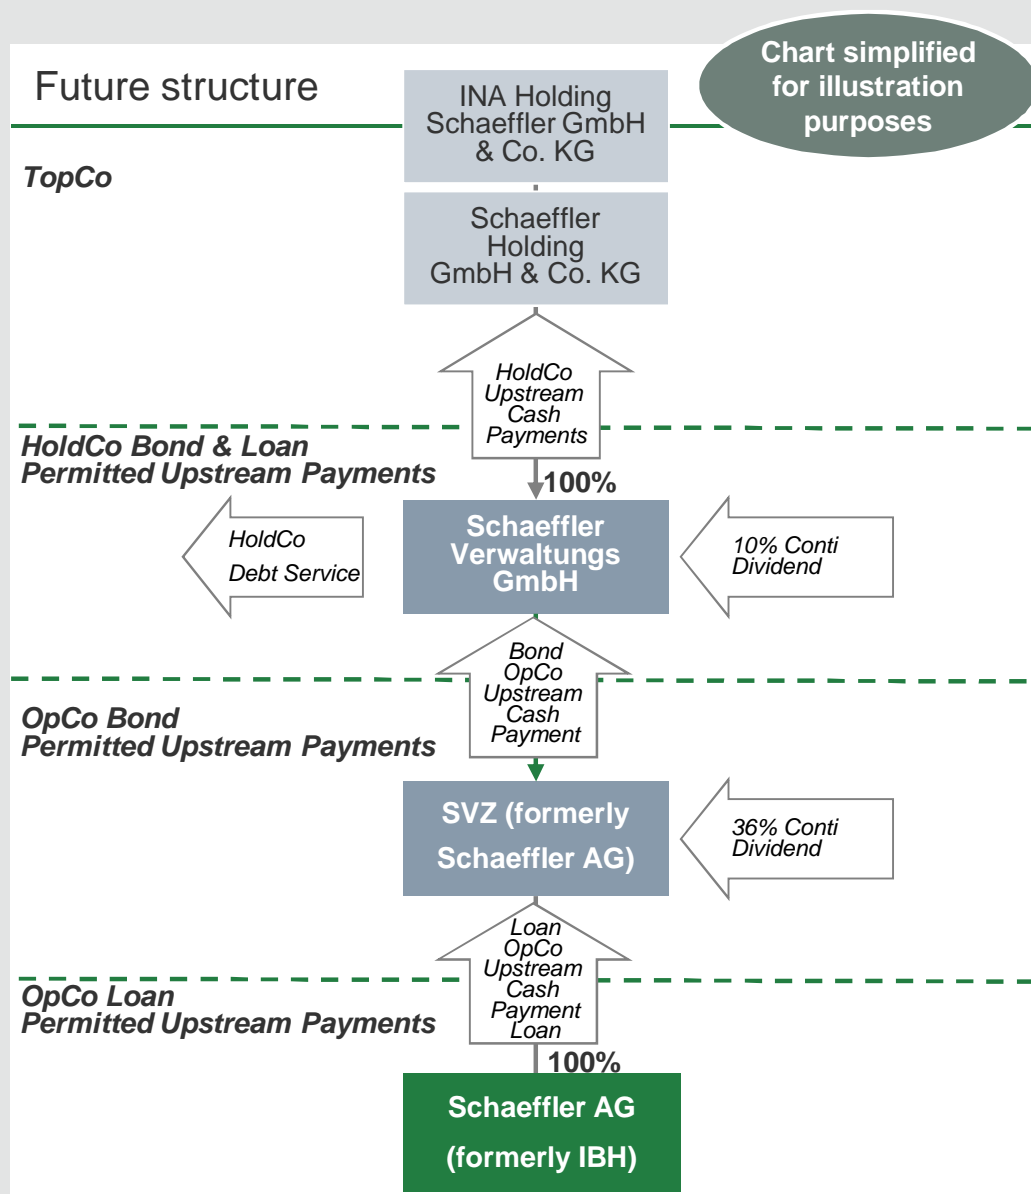 Future structure
Chart simplified
for illustration
purposes
INA Holding
Schaeffler GmbH
& Co. KG
TopCo
Schaeffler
Holding
GmbH & Co. KG
HoldCo
Upstream
Cash
Payments
HoldCo Bond & Loan
Permitted Upstream Payments
100%
HoldCo
Debt Service
Schaeffler
Verwaltungs
GmbH
10% Conti
Dividend
Bond
OpCo
Upstream
Cash
Payment
OpCo Bond
Permitted Upstream Payments
SVZ (formerly
Schaeffler AG)
36% Conti
Dividend
Loan
OpCo
Upstream
Cash
Payment
Loan
OpCo Loan
Permitted Upstream Payments
100%
Schaeffler AG
(formerly IBH)